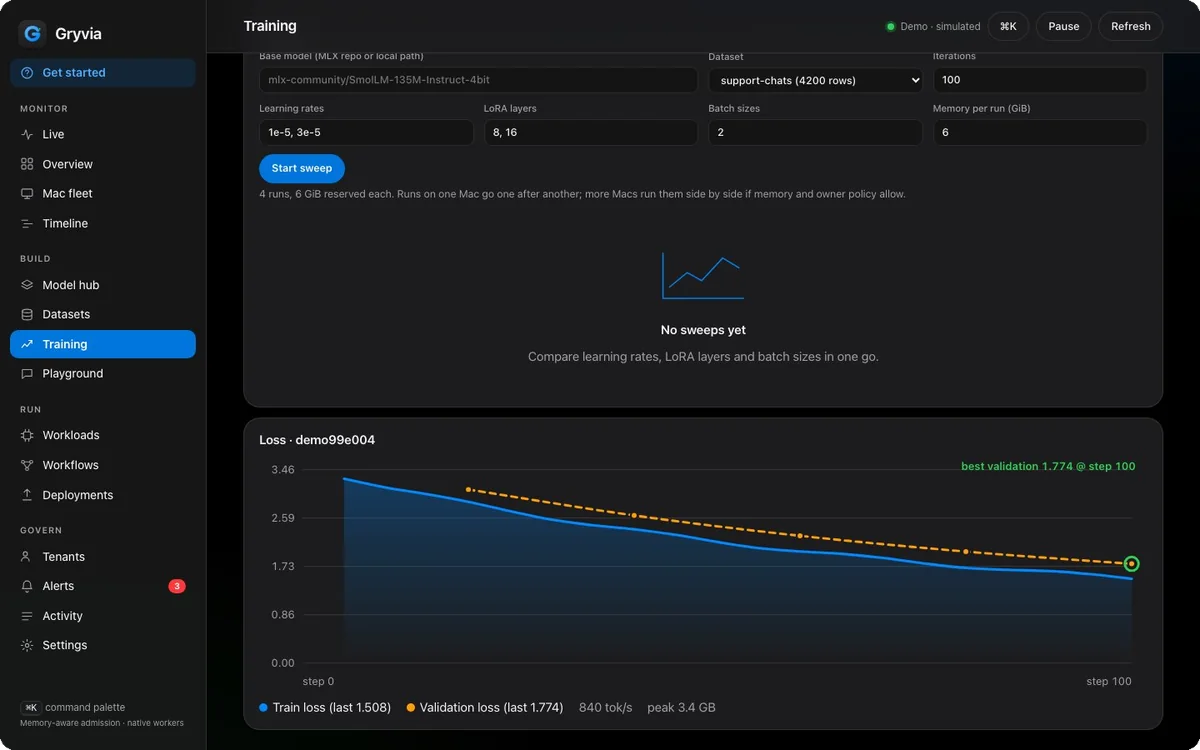 Gryvia
Get started
MONITOR
Live
Overview
Mac fleet
Timeline
BUILD
Model hub
Datasets
Training
Playground
RUN
Workloads
Workflows
Deployments
GOVERN
Tenants
Alerts 3
Activity
Settings
⌘K command palette
Memory-aware admission · native workers
Training
Demo · simulated ⌘K Pause Refresh
Base model (MLX repo or local path) Dataset Iterations
mlx-community/SmolLM-135M-Instruct-4bit support-chats (4200 rows) 100
Learning rates LoRA layers Batch sizes Memory per run (GiB)
1e-5, 3e-5 8, 16 2 6
Start sweep
4 runs, 6 GiB reserved each. Runs on one Mac go one after another; more Macs run them side by side if memory and owner policy allow.
No sweeps yet
Compare learning rates, LoRA layers and batch sizes in one go.
Loss · demo99e004
best validation 1.774 @ step 100
3.46
2.59
1.73
0.86
0.00
step 0 step 100
Train loss (last 1.508) Validation loss (last 1.774) 840 tok/s peak 3.4 GB